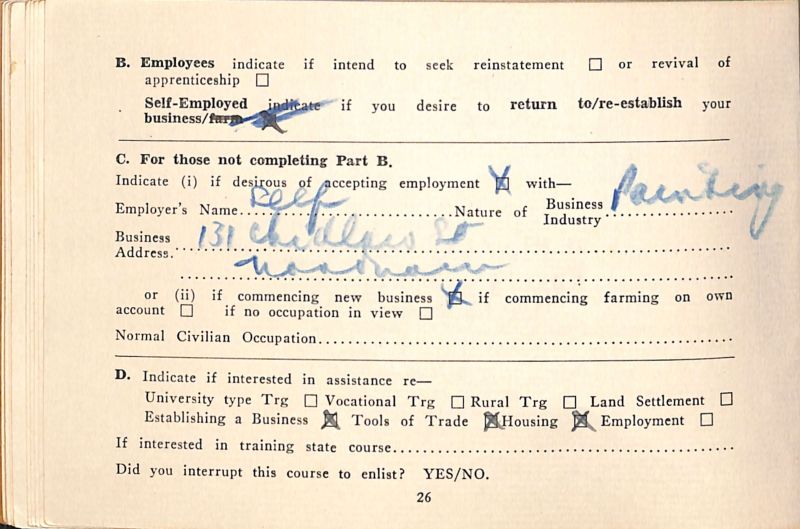 B. Employees indicate if intend to seek reinstatement ☐ or revival of
apprenticeship ☐
Self-Employed indicate if you desire to return to/re-establish your
business/farm ☒
C. For those not completing Part B.
Indicate (i) if desirous of accepting employment ☒ with—
Employer's Name Self Nature of Business Industry Painting
Business Address. 131
or (ii) if commencing new business ☒ if commencing farming on own
account ☐ if no occupation in view ☐
Normal Civilian Occupation
D. Indicate if interested in assistance re—
University type Trg ☐ Vocational Trg ☐ Rural Trg ☐ Land Settlement ☐
Establishing a Business ☒ Tools of Trade ☒ Housing ☒ Employment ☐
If interested in training state course
Did you interrupt this course to enlist? YES/NO.
26